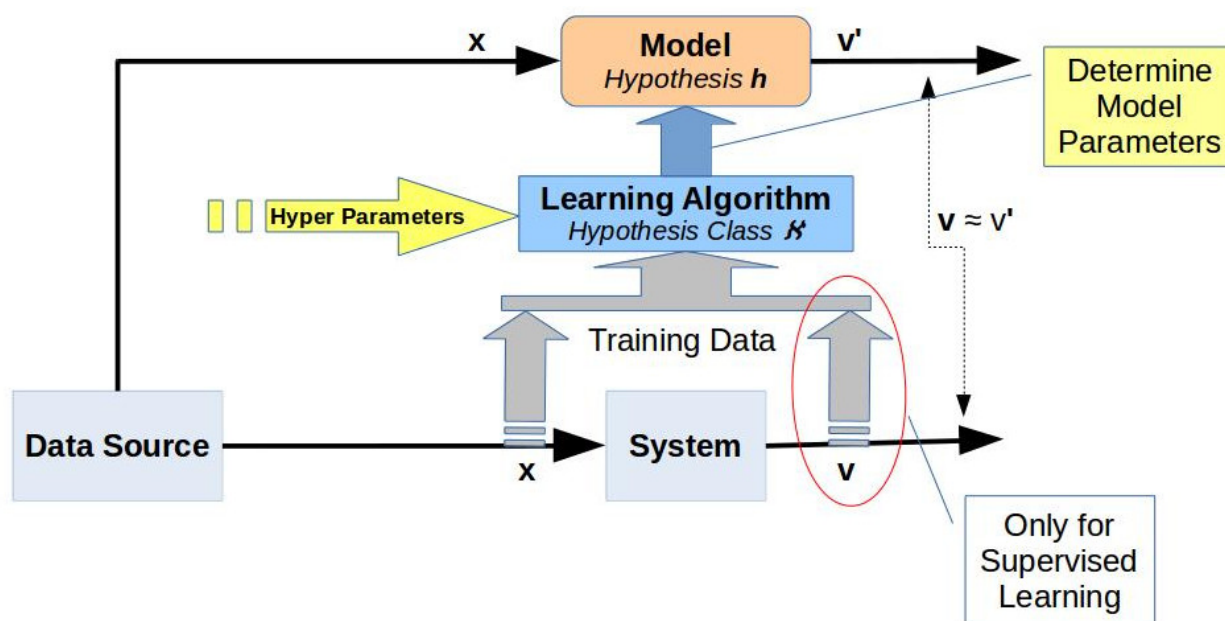 x
Model
v'
Hypothesis h
Determine
Model
Parameters
Hyper Parameters
Learning Algorithm
Hypothesis Class ℋ
v ≈ v'
Training Data
Data Source
System
x
v
Only for
Supervised
Learning